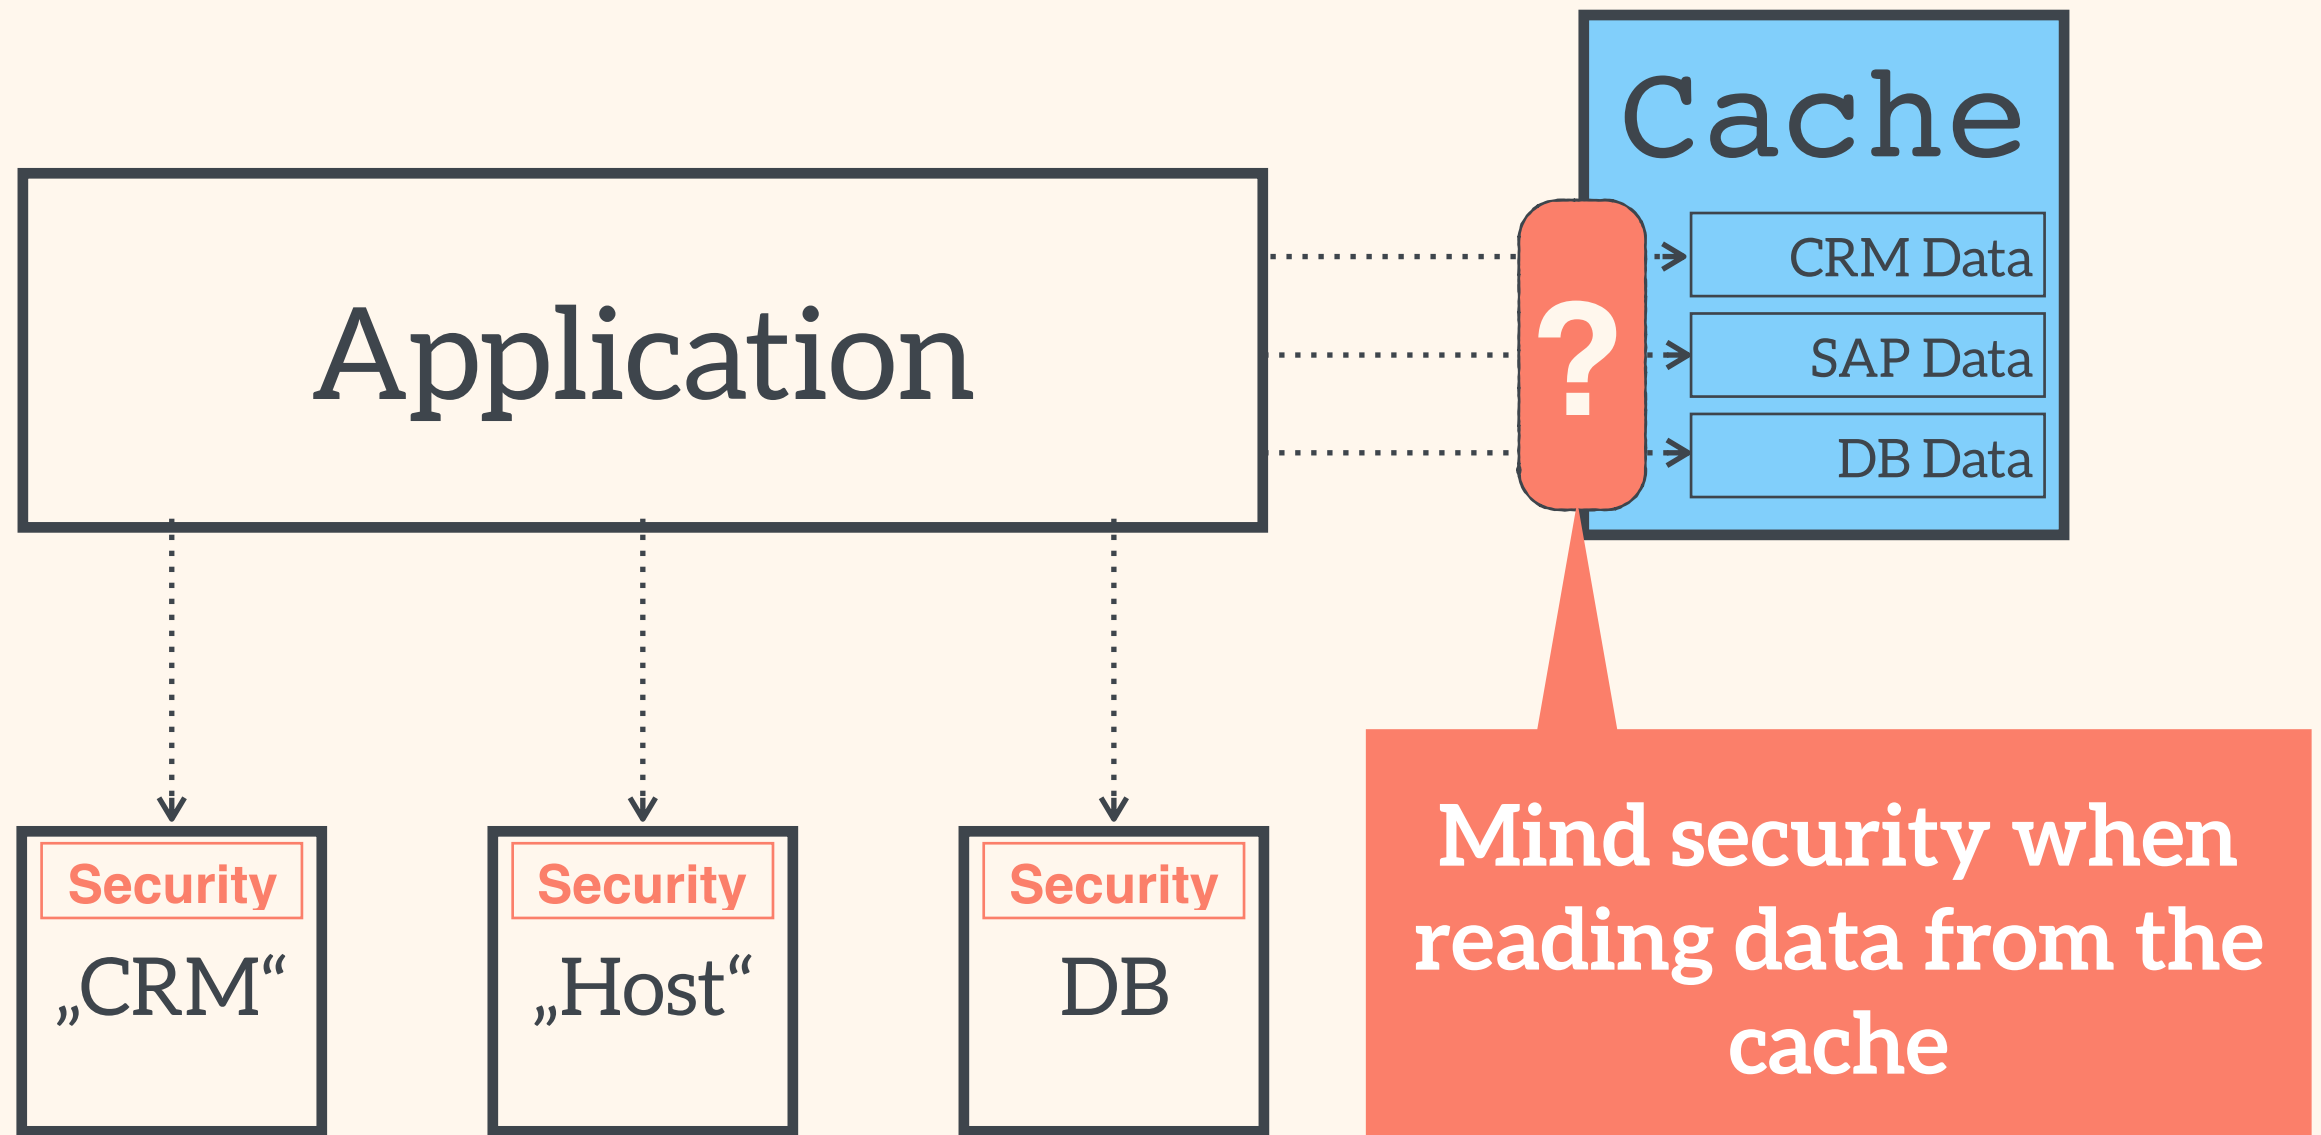 Cache
Application
CRM Data
SAP Data
DB Data
?
Security
„CRM“
Security
„Host“
Security
DB
Mind security when
reading data from the
cache